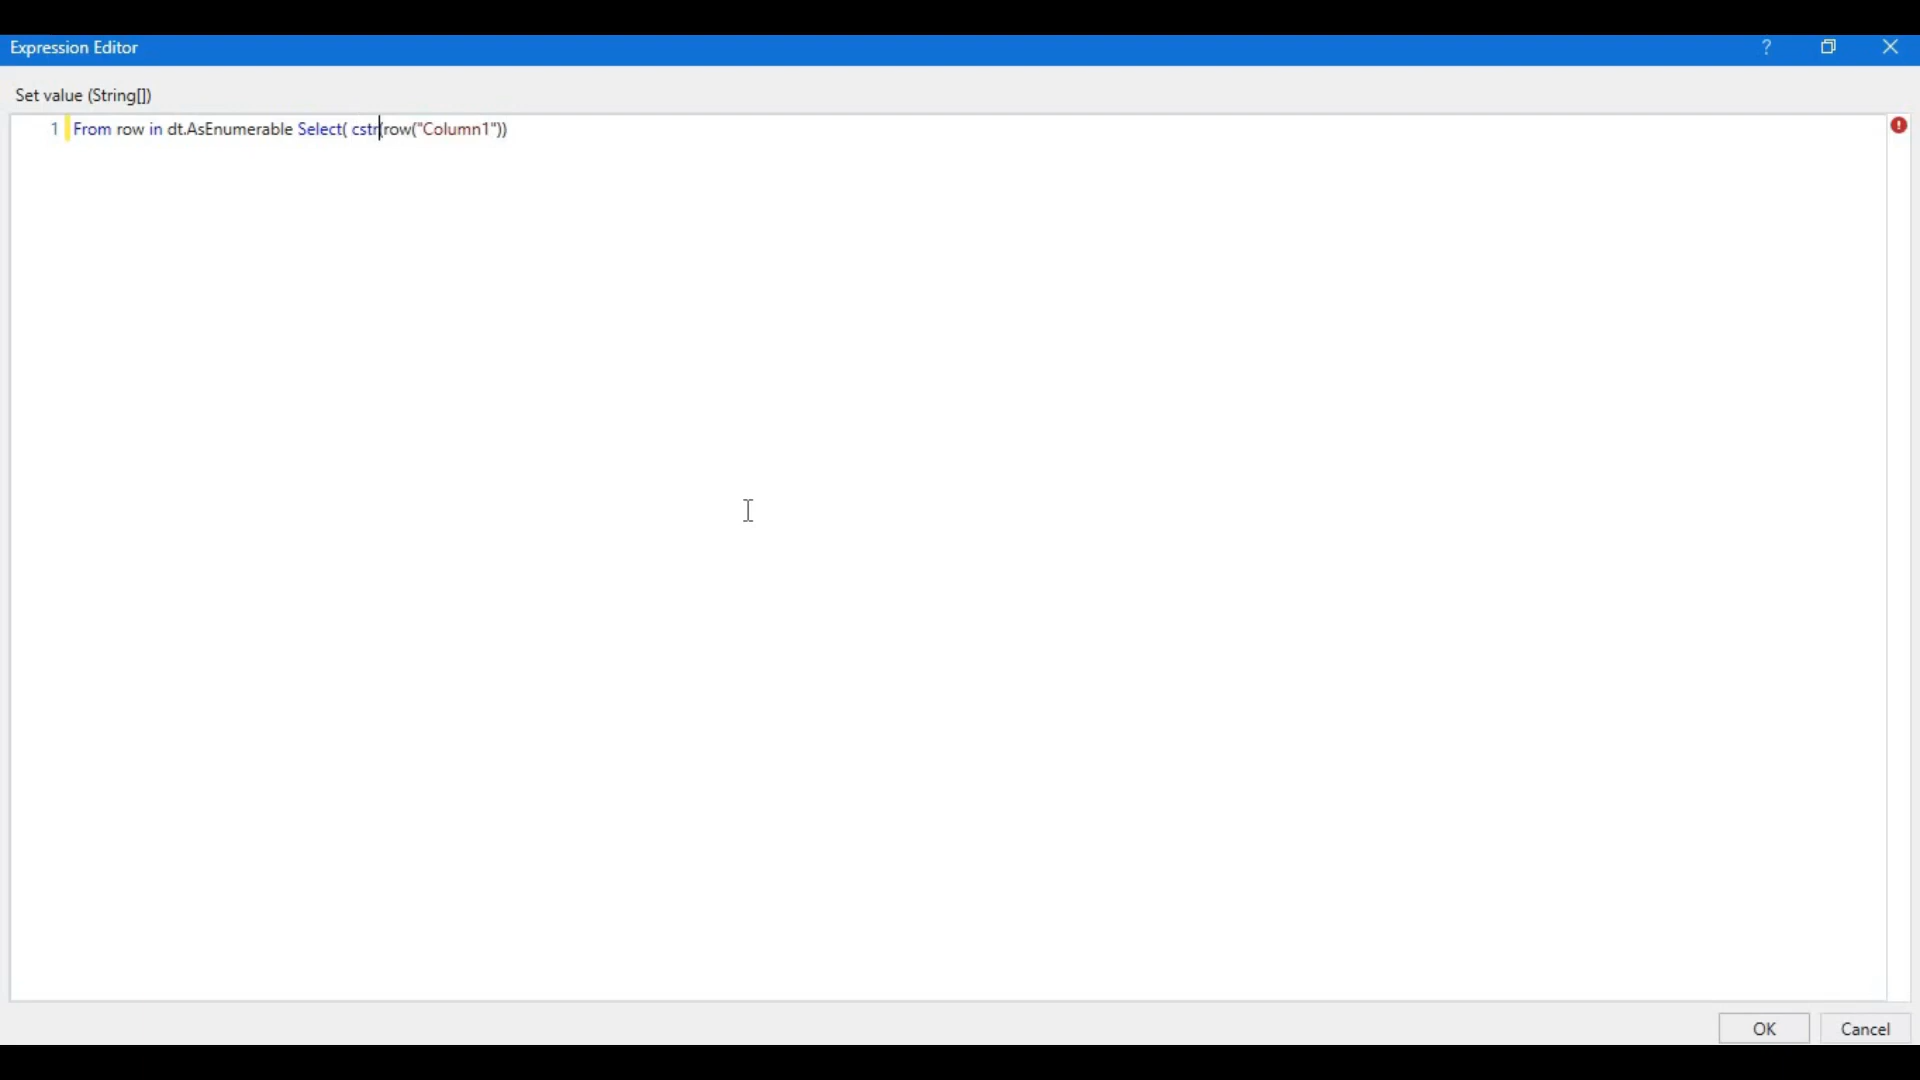 Expression Editor
?
Set value (String[])
1 From row in dt.AsEnumerable Select( cstr(row("Column1"))
OK Cancel